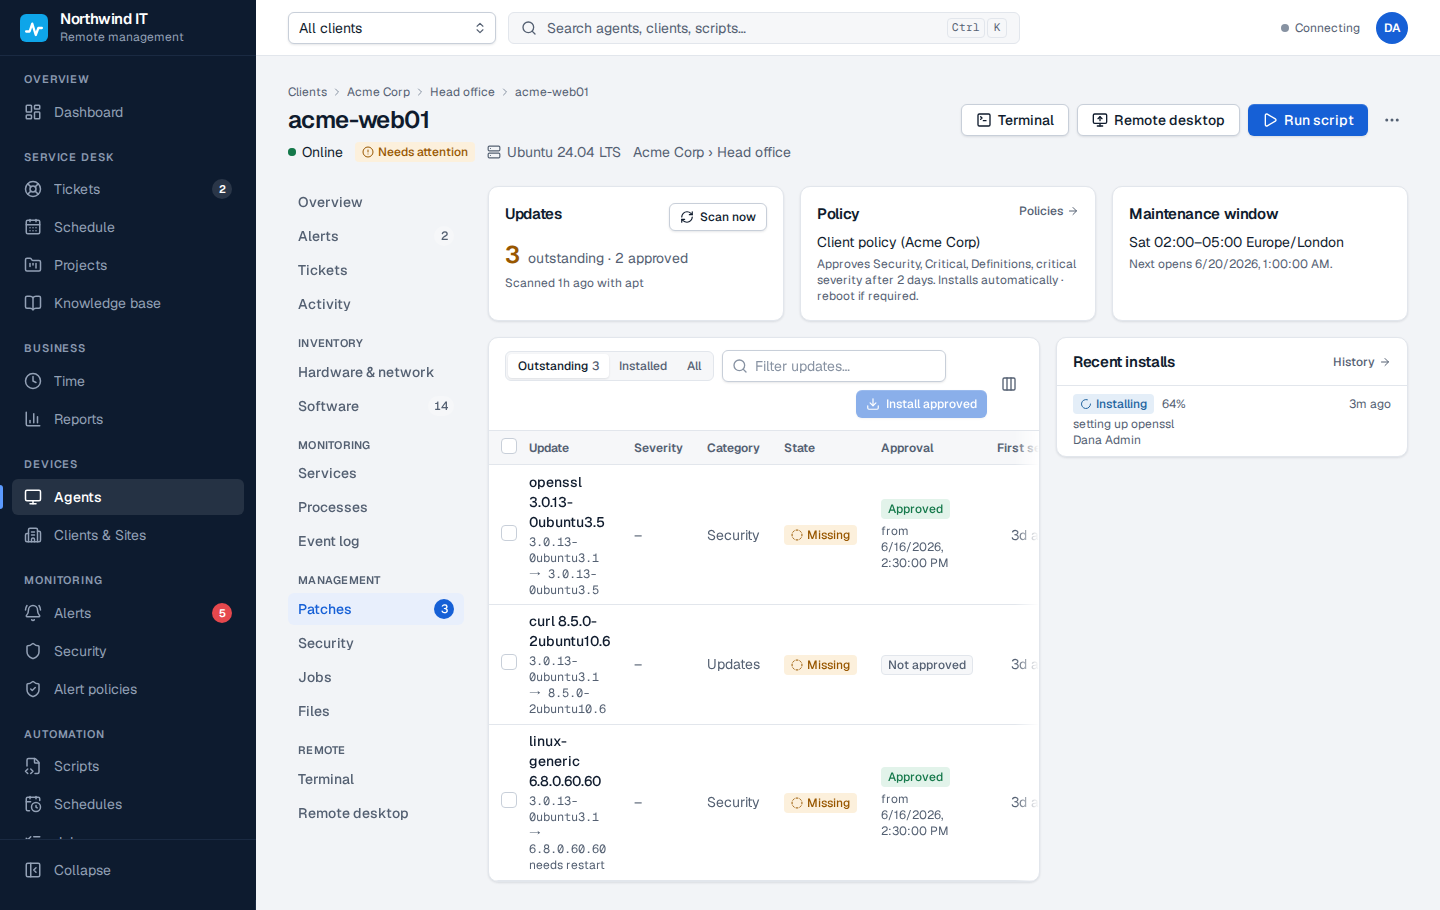 Northwind IT
Remote management
OVERVIEW
Dashboard
SERVICE DESK
Tickets 2
Schedule
Projects
Knowledge base
BUSINESS
Time
Reports
DEVICES
Agents
Clients & Sites
MONITORING
Alerts 5
Security
Alert policies
AUTOMATION
Scripts
Schedules
Collapse
All clients
Search agents, clients, scripts... Ctrl K
Connecting DA
Clients › Acme Corp › Head office › acme-web01
acme-web01
Online Needs attention Ubuntu 24.04 LTS Acme Corp › Head office
Terminal Remote desktop Run script ...
Overview
Alerts 2
Tickets
Activity
INVENTORY
Hardware & network
Software 14
MONITORING
Services
Processes
Event log
MANAGEMENT
Patches 3
Security
Jobs
Files
REMOTE
Terminal
Remote desktop
Updates Scan now
3 outstanding · 2 approved
Scanned 1h ago with apt
Policy Policies →
Client policy (Acme Corp)
Approves Security, Critical, Definitions, critical
severity after 2 days. Installs automatically ·
reboot if required.
Maintenance window
Sat 02:00–05:00 Europe/London
Next opens 6/20/2026, 1:00:00 AM.
Outstanding 3 Installed All Filter updates...
Install approved
Update Severity Category State Approval First
openssl
3.0.13-
0ubuntu3.5
3.0.13-
0ubuntu3.1
→ 3.0.13-
0ubuntu3.5
– Security Missing
Approved
from
6/16/2026,
2:30:00 PM
3d
curl 8.5.0-
2ubuntu10.6
3.0.13-
0ubuntu3.1
→ 8.5.0-
2ubuntu10.6
– Updates Missing Not approved 3d
linux-
generic
6.8.0.60.60
3.0.13-
0ubuntu3.1
→
6.8.0.60.60
needs restart
– Security Missing
Approved
from
6/16/2026,
2:30:00 PM
3d
Recent installs History →
Installing 64% 3m ago
setting up openssl
Dana Admin